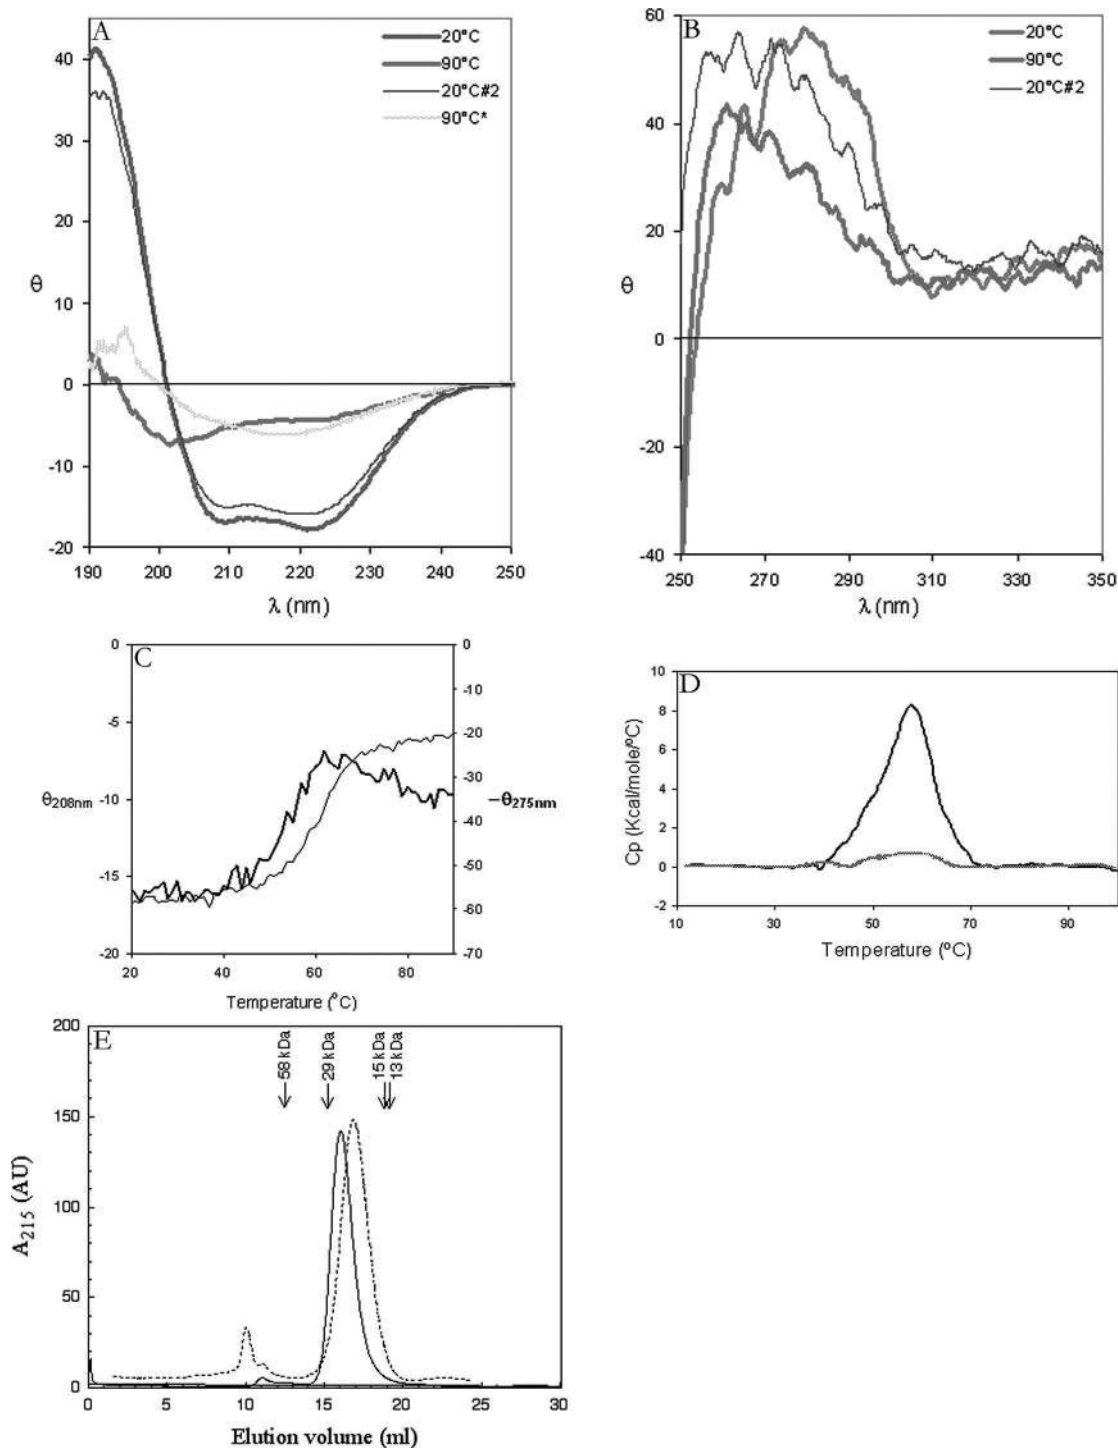 A
20°C
90°C
20°C#2
90°C*
40
30
20
10
0
-10
-20
θ
190 200 210 220 230 240 250
λ (nm)
B
20°C
90°C
20°C#2
60
40
20
0
-20
-40
θ
250 270 290 310 330 350
λ (nm)
C
0
-5
-10
-15
-20
θ208nm
0
-10
-20
-30
-40
-50
-60
-70
−θ275nm
20 40 60 80
Temperature (°C)
D
10
8
6
4
2
0
-2
Cp (Kcal/mole/°C)
10 30 50 70 90
Temperature (°C)
E
58 kDa
29 kDa
15 kDa
13 kDa
200
150
100
50
0
A215 (AU)
0 5 10 15 20 25 30
Elution volume (ml)